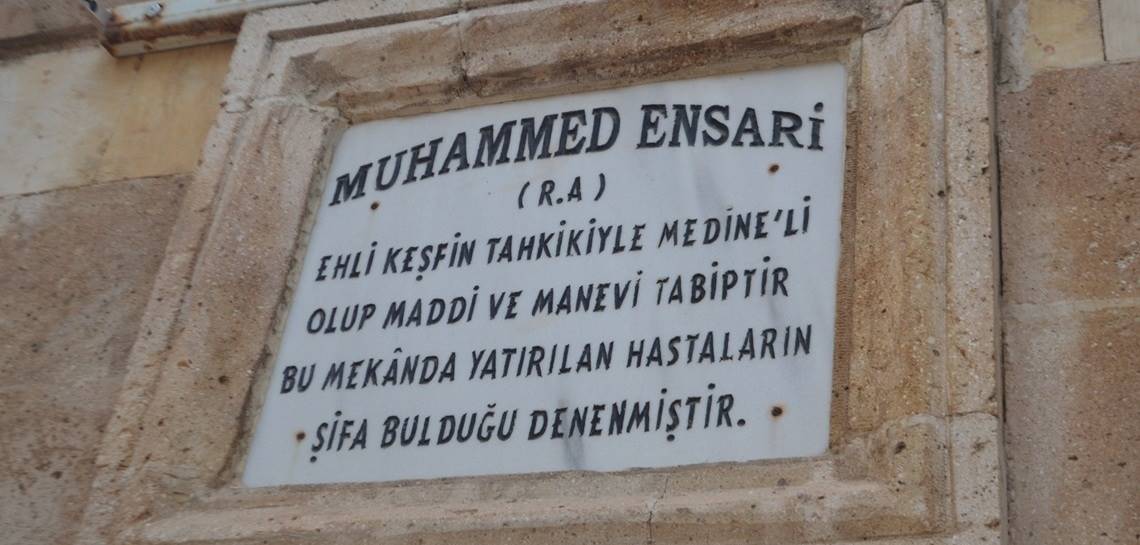 MUHAMMED ENSARİ
(R.A)
EHLİ KEŞFİN TAHKİKİYLE MEDİNE'Lİ
OLUP MADDİ VE MANEVİ TABİPTİR
BU MEKÂNDA YATIRILAN HASTALARIN
ŞİFA BULDUĞU DENENMİŞTİR.